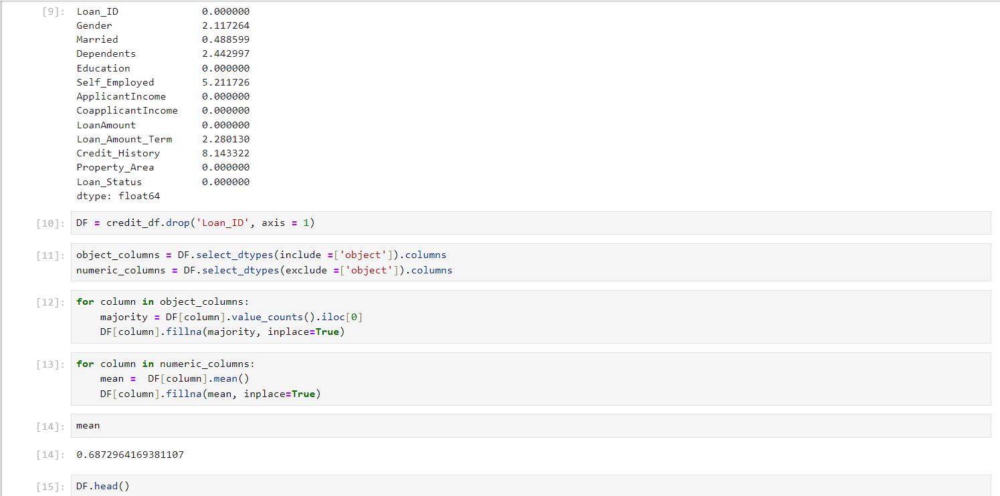 [9]: Loan_ID 0.000000
Gender 2.117264
Married 0.488599
Dependents 2.442997
Education 0.000000
Self_Employed 5.211726
ApplicantIncome 0.000000
CoapplicantIncome 0.000000
LoanAmount 0.000000
Loan_Amount_Term 2.280130
Credit_History 8.143322
Property_Area 0.000000
Loan_Status 0.000000
dtype: float64
[10]: DF = credit_df.drop('Loan_ID', axis = 1)
[11]: object_columns = DF.select_dtypes(include =['object']).columns
numeric_columns = DF.select_dtypes(exclude =['object']).columns
[12]: for column in object_columns:
    majority = DF[column].value_counts().iloc[0]
    DF[column].fillna(majority, inplace=True)
[13]: for column in numeric_columns:
    mean =  DF[column].mean()
    DF[column].fillna(mean, inplace=True)
[14]: mean
[14]: 0.6872964169381107
[15]: DF.head()